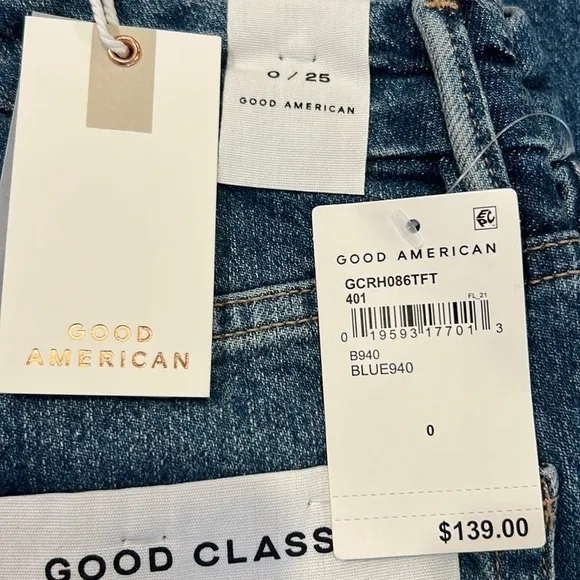 0 / 25
GOOD AMERICAN
GOOD
AMERICAN
GOOD AMERICAN
GCRH086TFT
401
FL_21
0 19593 17701 3
B940
BLUE940
0
$139.00
GOOD CLASS